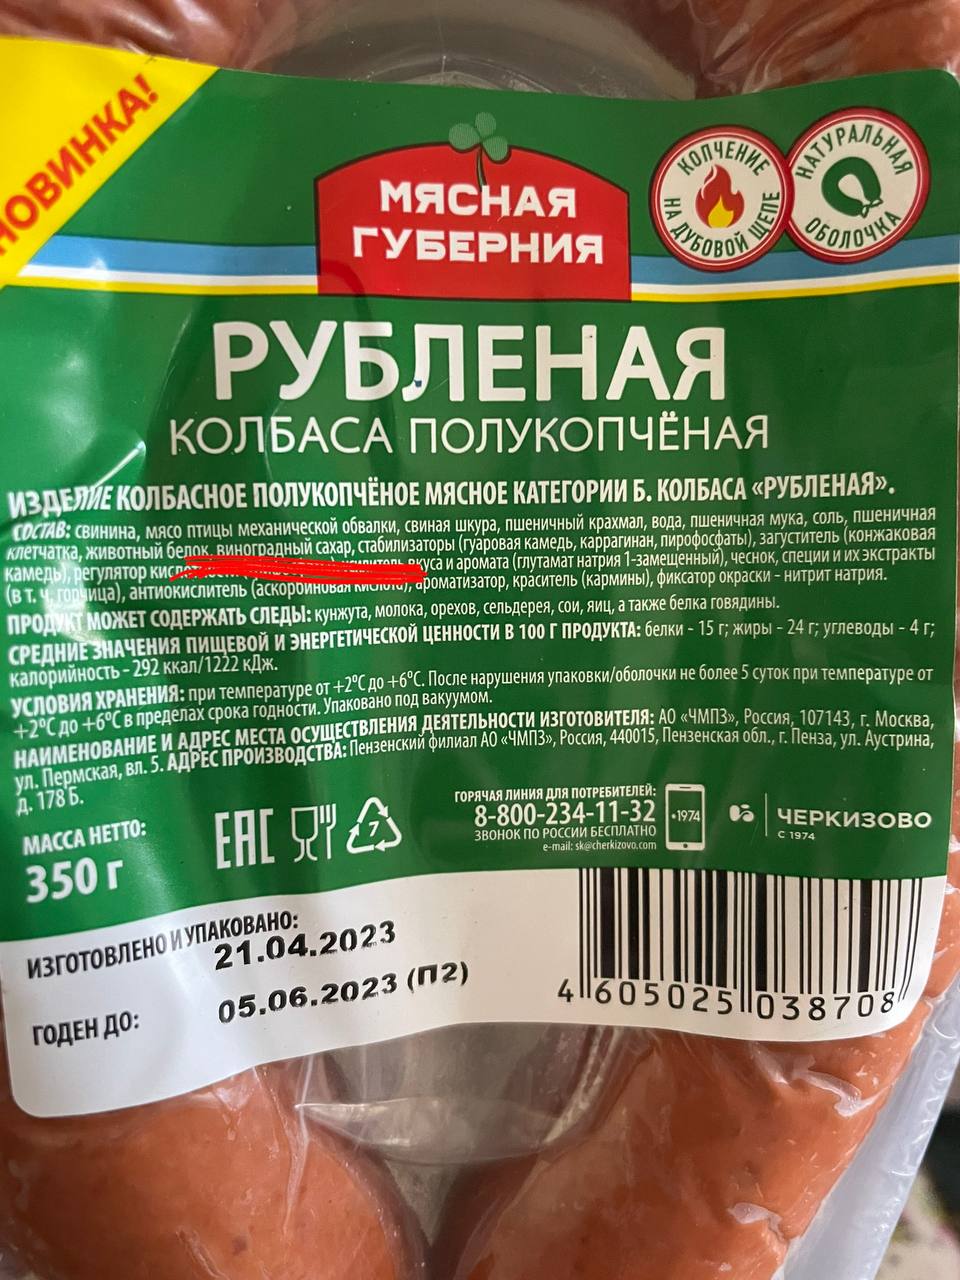 НОВИНКА!
МЯСНАЯ
ГУБЕРНИЯ
КОПЧЕНИЕ
НА ДУБОВОЙ ЩЕПЕ
НАТУРАЛЬНАЯ
ОБОЛОЧКА
РУБЛЕНАЯ
КОЛБАСА ПОЛУКОПЧЁНАЯ
ИЗДЕЛИЕ КОЛБАСНОЕ ПОЛУКОПЧЁНОЕ МЯСНОЕ КАТЕГОРИИ Б. КОЛБАСА «РУБЛЕНАЯ».
СОСТАВ: свинина, мясо птицы механической обвалки, свиная шкура, пшеничный крахмал, вода, пшеничная мука, соль, пшеничная
клетчатка, животный белок, виноградный сахар, стабилизаторы (гуаровая камедь, каррагинан, пирофосфаты), загуститель (конжаковая
камедь), регулятор вкуса и аромата (глутамат натрия 1-замещенный), чеснок, специи и их экстракты
(в т. ч. горчица), антиокислитель (аскорбиновая кислота), ароматизатор, краситель (кармины), фиксатор окраски - нитрит натрия.
ПРОДУКТ МОЖЕТ СОДЕРЖАТЬ СЛЕДЫ: кунжута, молока, орехов, сельдерея, сои, яиц, а также белка говядины.
СРЕДНИЕ ЗНАЧЕНИЯ ПИЩЕВОЙ И ЭНЕРГЕТИЧЕСКОЙ ЦЕННОСТИ В 100 Г ПРОДУКТА: белки - 15 г; жиры - 24 г; углеводы - 4 г;
калорийность - 292 ккал/1222 кДж.
УСЛОВИЯ ХРАНЕНИЯ: при температуре от +2°С до +6°С. После нарушения упаковки/оболочки не более 5 суток при температуре от
+2°С до +6°С в пределах срока годности. Упаковано под вакуумом.
НАИМЕНОВАНИЕ И АДРЕС МЕСТА ОСУЩЕСТВЛЕНИЯ ДЕЯТЕЛЬНОСТИ ИЗГОТОВИТЕЛЯ: АО «ЧМПЗ», Россия, 107143, г. Москва,
ул. Пермская, вл. 5. АДРЕС ПРОИЗВОДСТВА: Пензенский филиал АО «ЧМПЗ», Россия, 440015, Пензенская обл., г. Пенза, ул. Аустрина,
д. 178 Б.
МАССА НЕТТО:
350 г
ЕАС
7
ГОРЯЧАЯ ЛИНИЯ ДЛЯ ПОТРЕБИТЕЛЕЙ:
8-800-234-11-32
ЗВОНОК ПО РОССИИ БЕСПЛАТНО
e-mail: sk@cherkizovo.com
•1974
ЧЕРКИЗОВО
С 1974
ИЗГОТОВЛЕНО И УПАКОВАНО:
21.04.2023
ГОДЕН ДО:
05.06.2023 (П2)
4 605025 038708